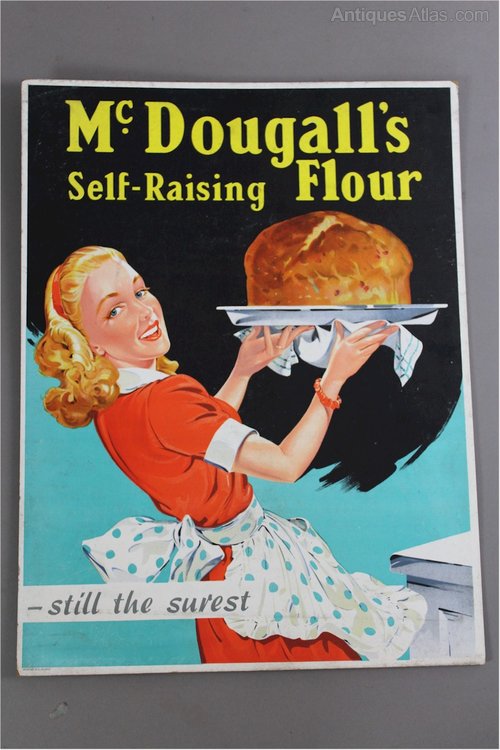 AntiquesAtlas.com
Mc. Dougall's
Self-Raising Flour
– still the surest